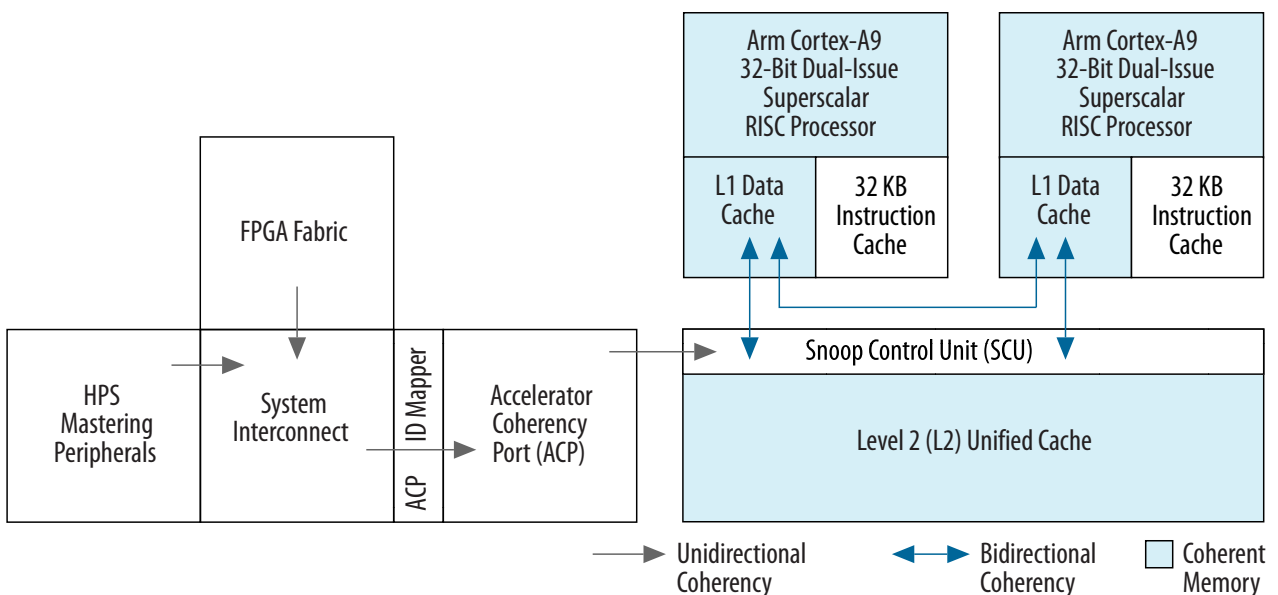 Arm Cortex-A9
32-Bit Dual-Issue
Superscalar
RISC Processor
L1 Data
Cache
32 KB
Instruction
Cache
Arm Cortex-A9
32-Bit Dual-Issue
Superscalar
RISC Processor
L1 Data
Cache
32 KB
Instruction
Cache
FPGA Fabric
HPS
Mastering
Peripherals
System
Interconnect
ACP ID Mapper
Accelerator
Coherency
Port (ACP)
Snoop Control Unit (SCU)
Level 2 (L2) Unified Cache
Unidirectional
Coherency
Bidirectional
Coherency
Coherent
Memory